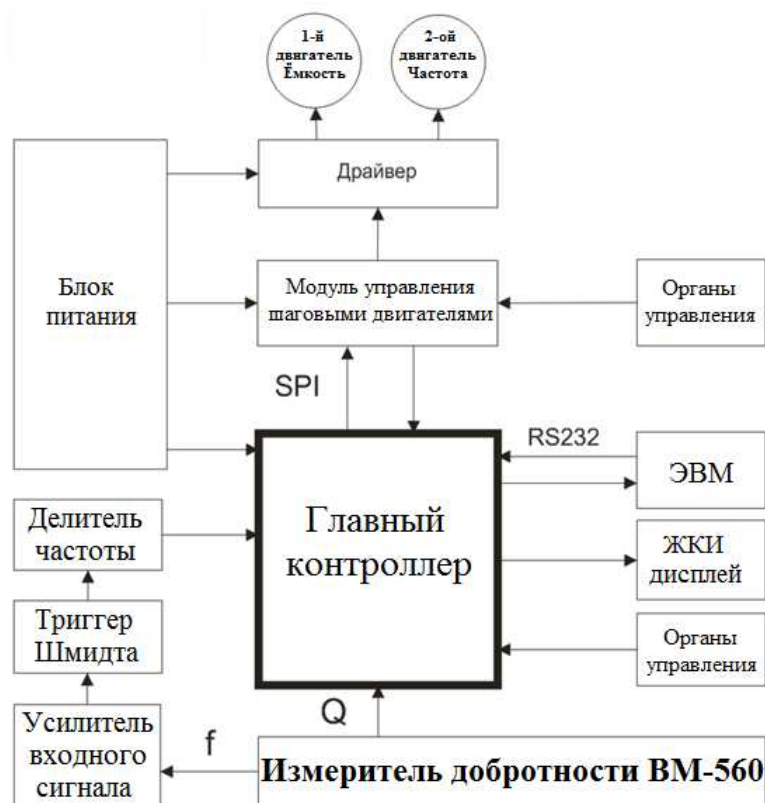 1-й
двигатель
Ёмкость
2-ой
двигатель
Частота
Драйвер
Блок
питания
Модуль управления
шаговыми двигателями
Органы
управления
SPI
RS232
ЭВМ
Главный
контроллер
Делитель
частоты
ЖКИ
дисплей
Триггер
Шмидта
Органы
управления
Q
Усилитель
входного
сигнала
f
Измеритель добротности ВМ-560